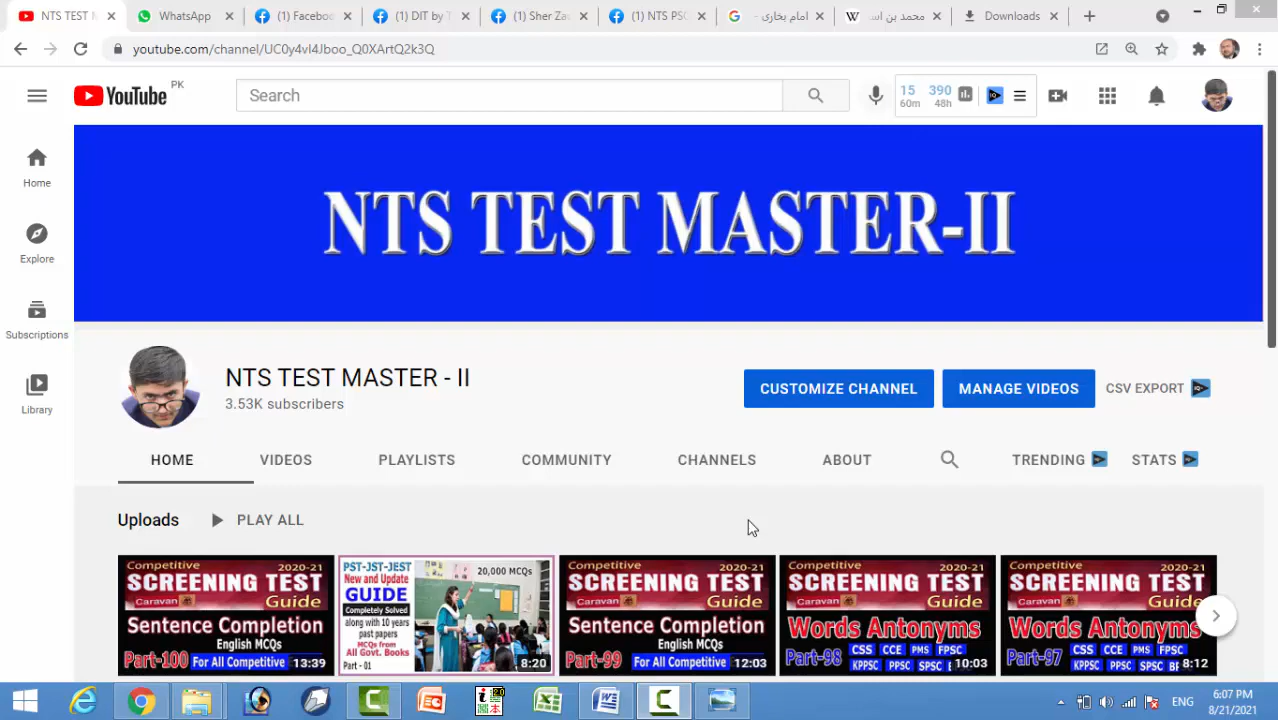 NTS TEST M
WhatsApp
(1) Facebo
(1) DIT by T
(1) Sher Za
(1) NTS PS
امام بخاری -
محمد بن اس
Downloads
youtube.com/channel/UC0y4vI4Jboo_Q0XArtQ2k3Q
YouTube PK
Search
15 60m
390 48h
Home
Explore
Subscriptions
Library
NTS TEST MASTER-II
NTS TEST MASTER - II
3.53K subscribers
CUSTOMIZE CHANNEL
MANAGE VIDEOS
CSV EXPORT
HOME VIDEOS PLAYLISTS COMMUNITY CHANNELS ABOUT TRENDING STATS
Uploads PLAY ALL
Competitive 2020-21
SCREENING TEST
Caravan Guide
Sentence Completion
English MCQs
Part-100 For All Competitive 13:39
PST-JST-JEST
New and Update
GUIDE
Completely Solved
along with 10 years
past papers
MCQs from
All Govt. Books
Part - 01
20,000 MCQs
8:20
Competitive 2020-21
SCREENING TEST
Caravan Guide
Sentence Completion
English MCQs
Part-99 For All Competitive 12:03
Competitive 2020-21
SCREENING TEST
Caravan Guide
Words Antonyms
Part-98 CSS CCE PMS FPSC
KPPSC PPSC SPSC 10:03
Competitive 2020-21
SCREENING TEST
Caravan Guide
Words Antonyms
Part-97 CSS CCE PMS FPSC
KPPSC PPSC SPSC 8:12
ENG
6:07 PM
8/21/2021